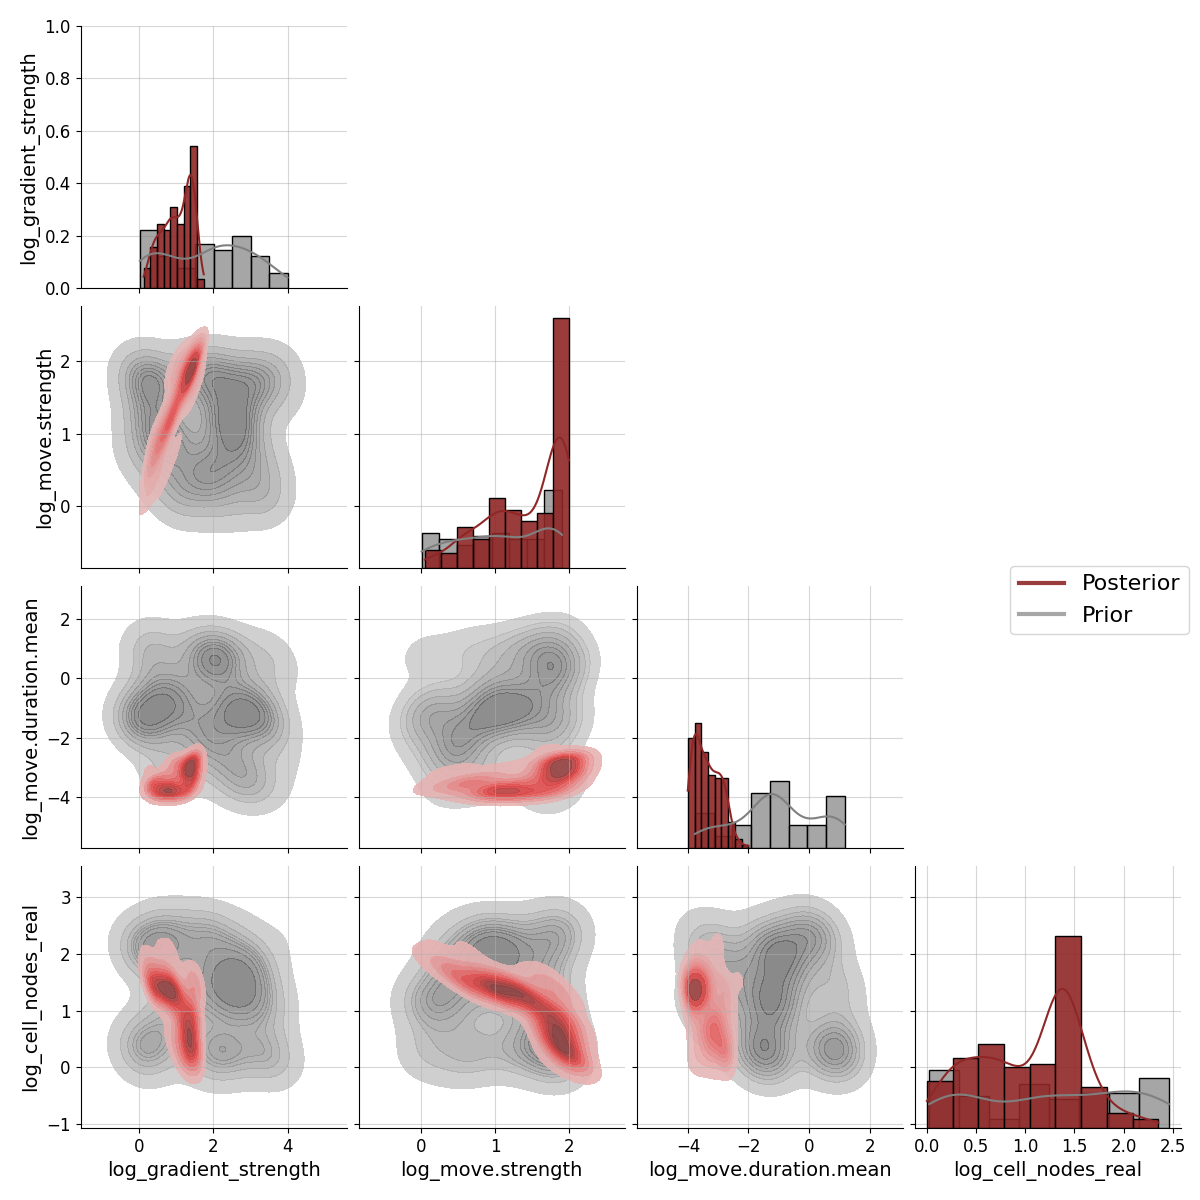 1.0
0.8
0.6
0.4
0.2
0.0
log_gradient_strength
2
1
0
log_move.strength
2
0
−2
−4
log_move.duration.mean
Posterior
Prior
3
2
1
0
−1
log_cell_nodes_real
0 2 4
0 1 2
−4 −2 0 2
0.0 0.5 1.0 1.5 2.0 2.5
log_gradient_strength
log_move.strength
log_move.duration.mean
log_cell_nodes_real